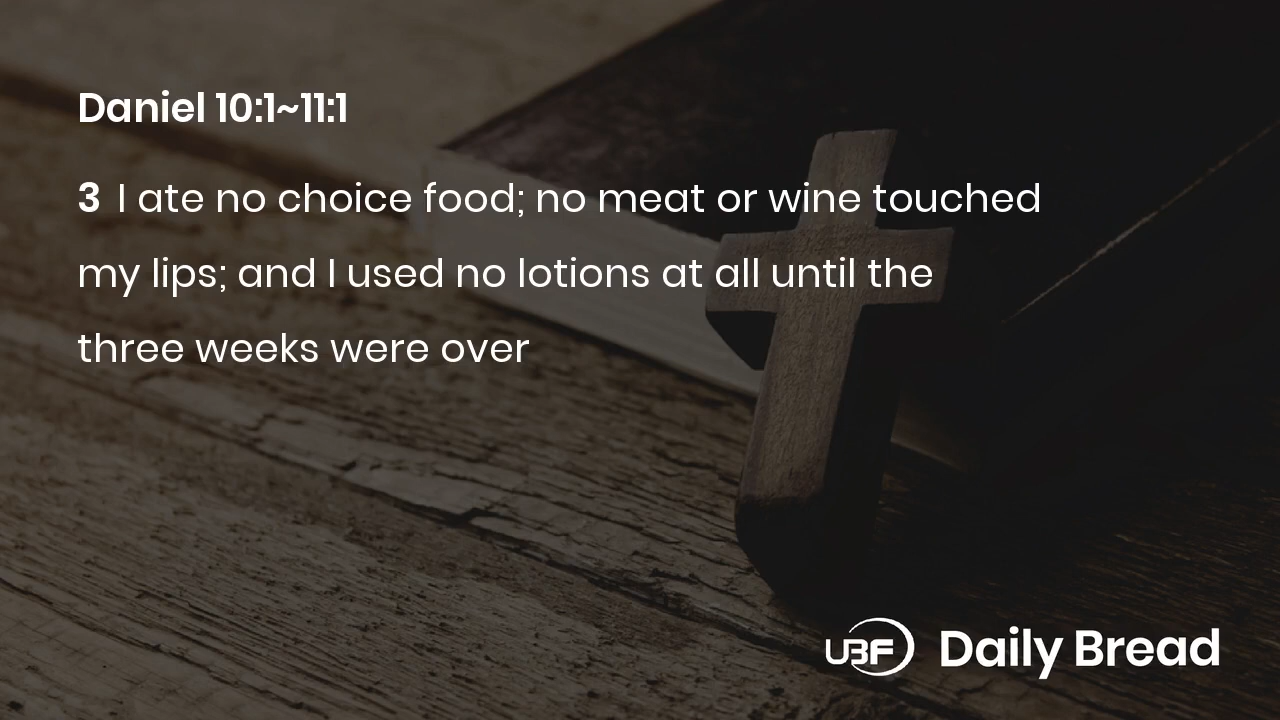 Daniel 10:1~11:1
3 I ate no choice food; no meat or wine touched
my lips; and I used no lotions at all until the
three weeks were over
UBF Daily Bread